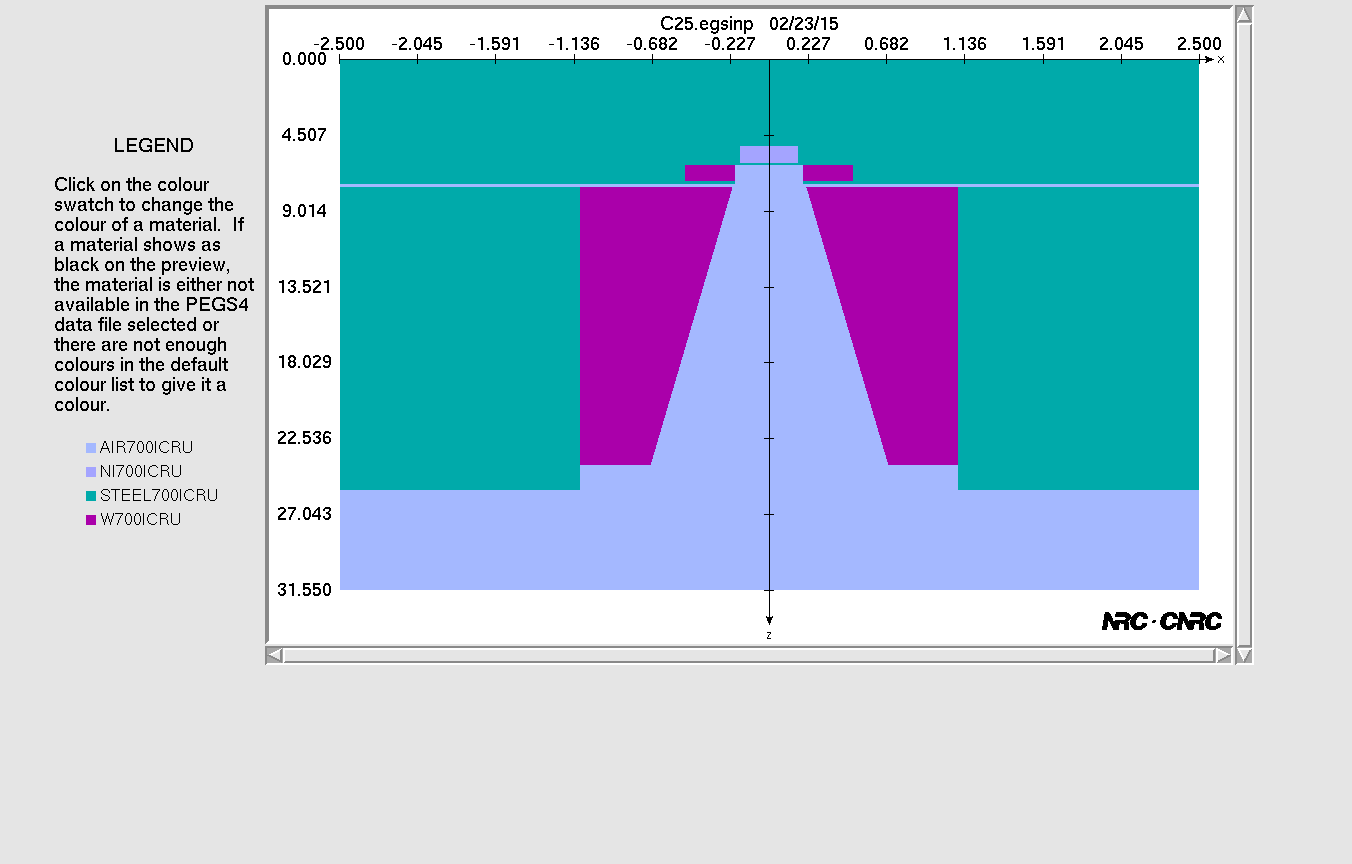 C25.egsinp 02/23/15
-2.500 -2.045 -1.591 -1.136 -0.682 -0.227 0.227 0.682 1.136 1.591 2.045 2.500
0.000
x
4.507
9.014
13.521
18.029
22.536
27.043
31.550
z
NRC·CNRC
LEGEND
Click on the colour
swatch to change the
colour of a material. If
a material shows as
black on the preview,
the material is either not
available in the PEGS4
data file selected or
there are not enough
colours in the default
colour list to give it a
colour.
AIR700ICRU
NI700ICRU
STEEL700ICRU
W700ICRU